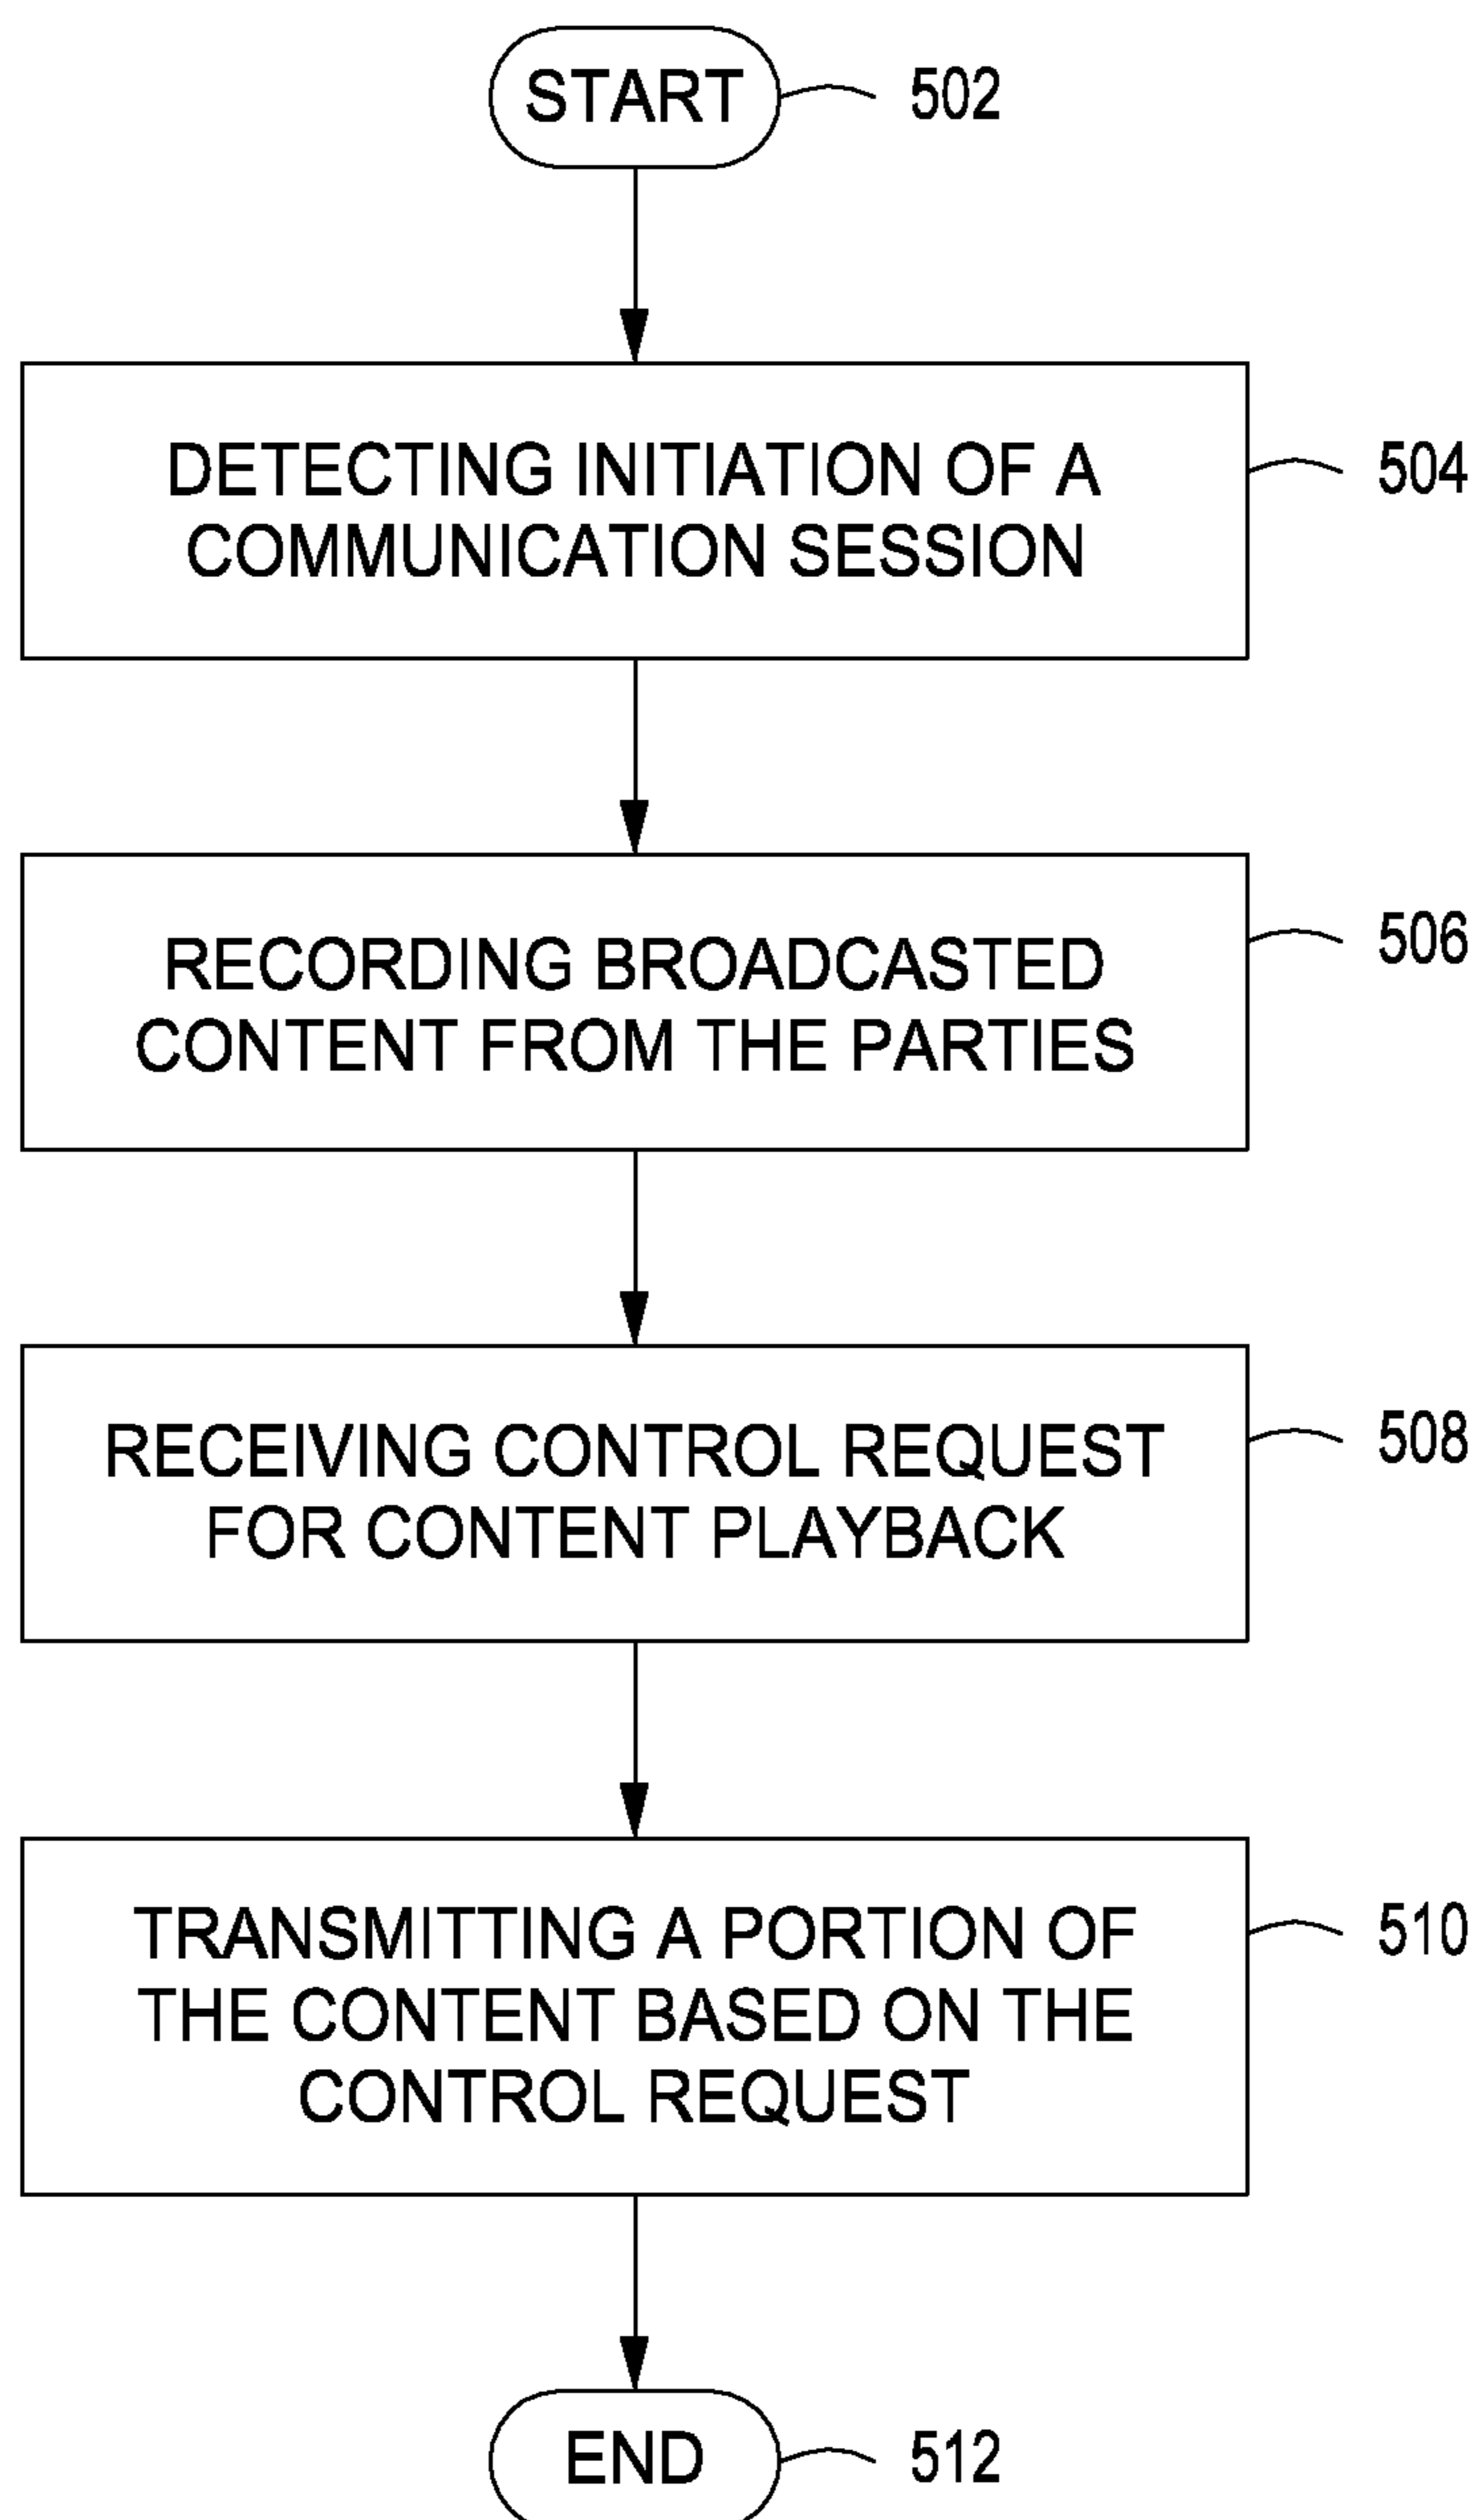 START
502
DETECTING INITIATION OF A
COMMUNICATION SESSION
504
RECORDING BROADCASTED
CONTENT FROM THE PARTIES
506
RECEIVING CONTROL REQUEST
FOR CONTENT PLAYBACK
508
TRANSMITTING A PORTION OF
THE CONTENT BASED ON THE
CONTROL REQUEST
510
END
512